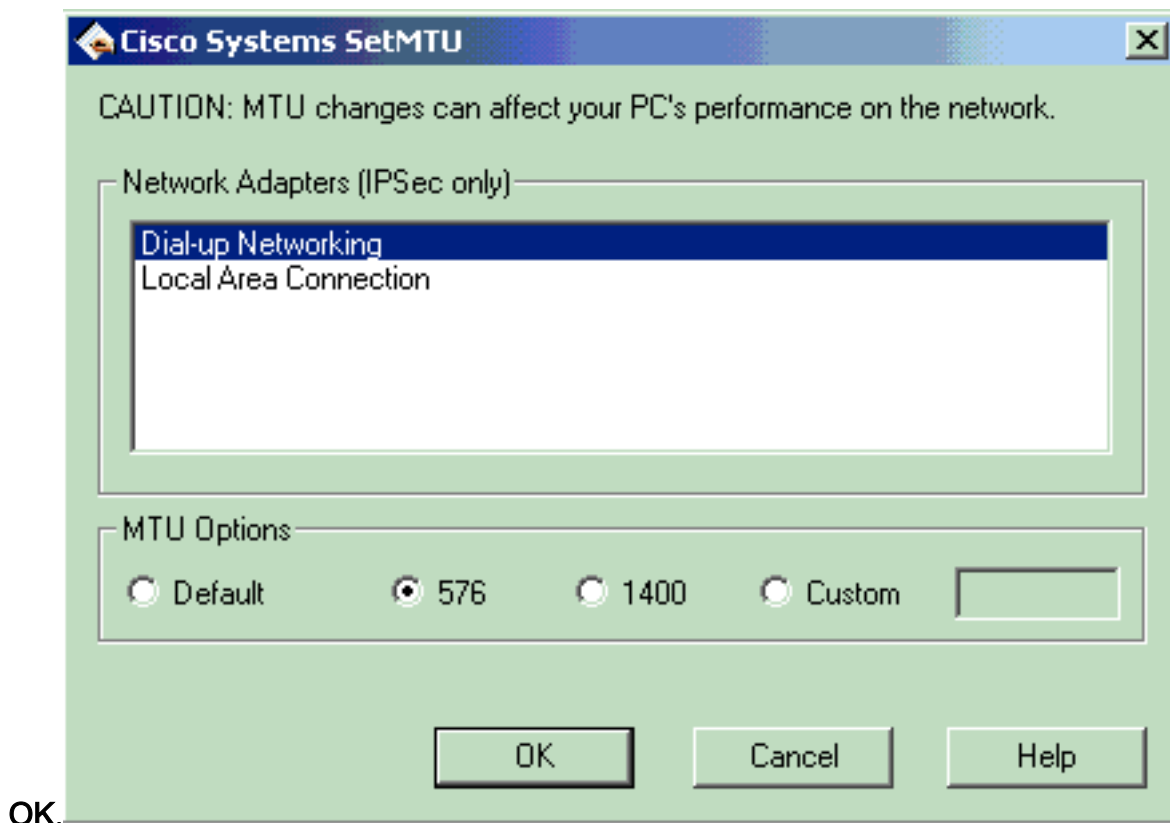 Cisco Systems SetMTU
CAUTION: MTU changes can affect your PC's performance on the network.
Network Adapters (IPSec only)
Dial-up Networking
Local Area Connection
MTU Options
Default 576 1400 Custom
OK Cancel Help
OK.